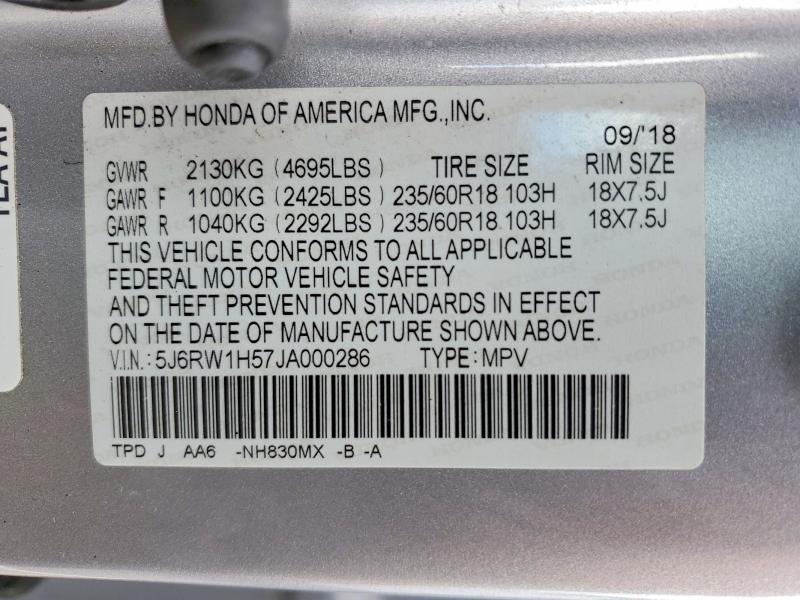 MFD.BY HONDA OF AMERICA MFG.,INC.
09/'18
GVWR 2130KG (4695LBS) TIRE SIZE RIM SIZE
GAWR F 1100KG (2425LBS) 235/60R18 103H 18X7.5J
GAWR R 1040KG (2292LBS) 235/60R18 103H 18X7.5J
THIS VEHICLE CONFORMS TO ALL APPLICABLE
FEDERAL MOTOR VEHICLE SAFETY
AND THEFT PREVENTION STANDARDS IN EFFECT
ON THE DATE OF MANUFACTURE SHOWN ABOVE.
V.I.N.: 5J6RW1H57JA000286 TYPE: MPV
TPD J AA6 -NH830MX -B -A